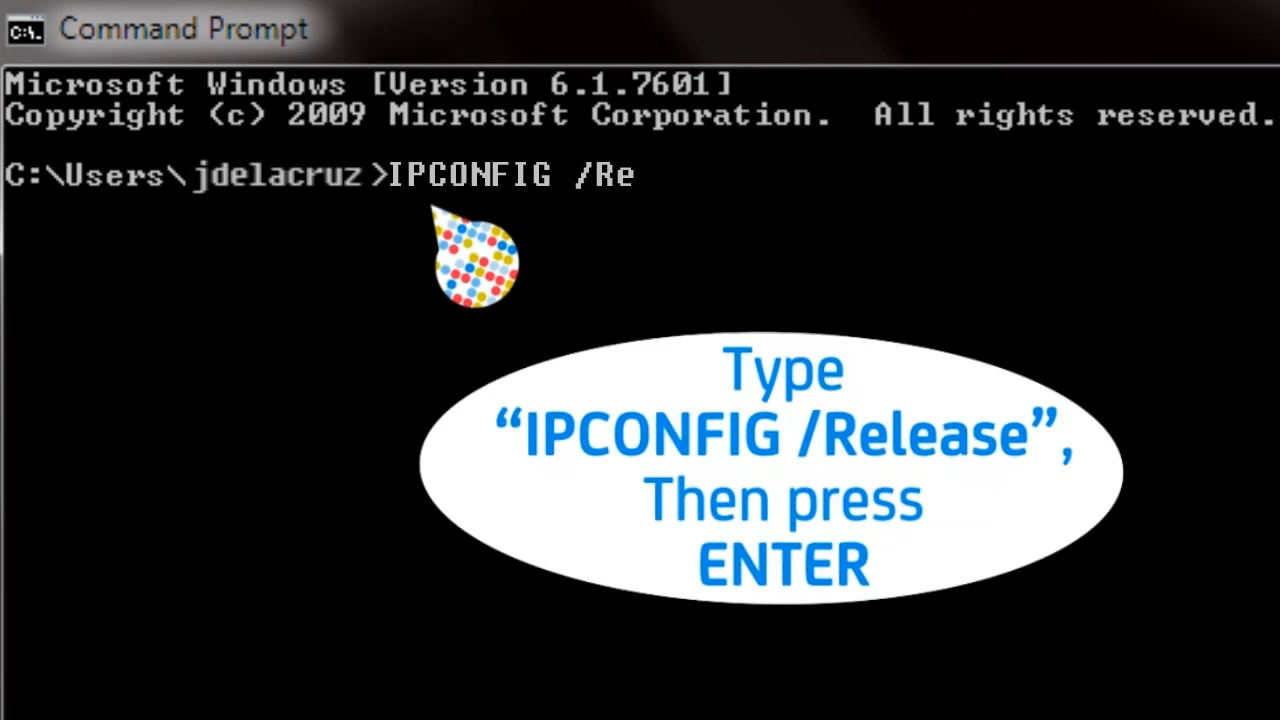 C:\. Command Prompt
Microsoft Windows [Version 6.1.7601]
Copyright (c) 2009 Microsoft Corporation. All rights reserved.
C:\Users\jdelacruz>IPCONFIG /Re
Type
“IPCONFIG /Release”,
Then press
ENTER